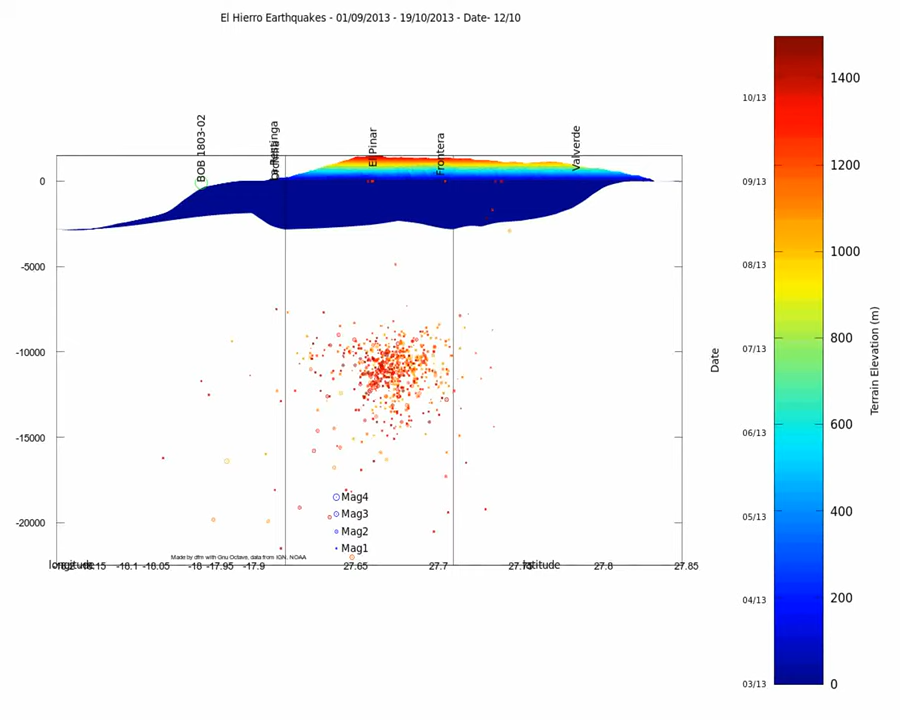 El Hierro Earthquakes - 01/09/2013 - 19/10/2013 - Date- 12/10
BOB 1803-02
El Pinar
Frontera
Valverde
0
-5000
-10000
-15000
-20000
Mag4
Mag3
Mag2
Mag1
Made by dfm with Gnu Octave, data from IGN, NOAA
longitude
-18.1 -18.05 -18 -17.95 -17.9
27.65 27.7
latitude
27.8 27.85
Date
10/13
09/13
08/13
07/13
06/13
05/13
04/13
03/13
1400
1200
1000
800
600
400
200
0
Terrain Elevation (m)